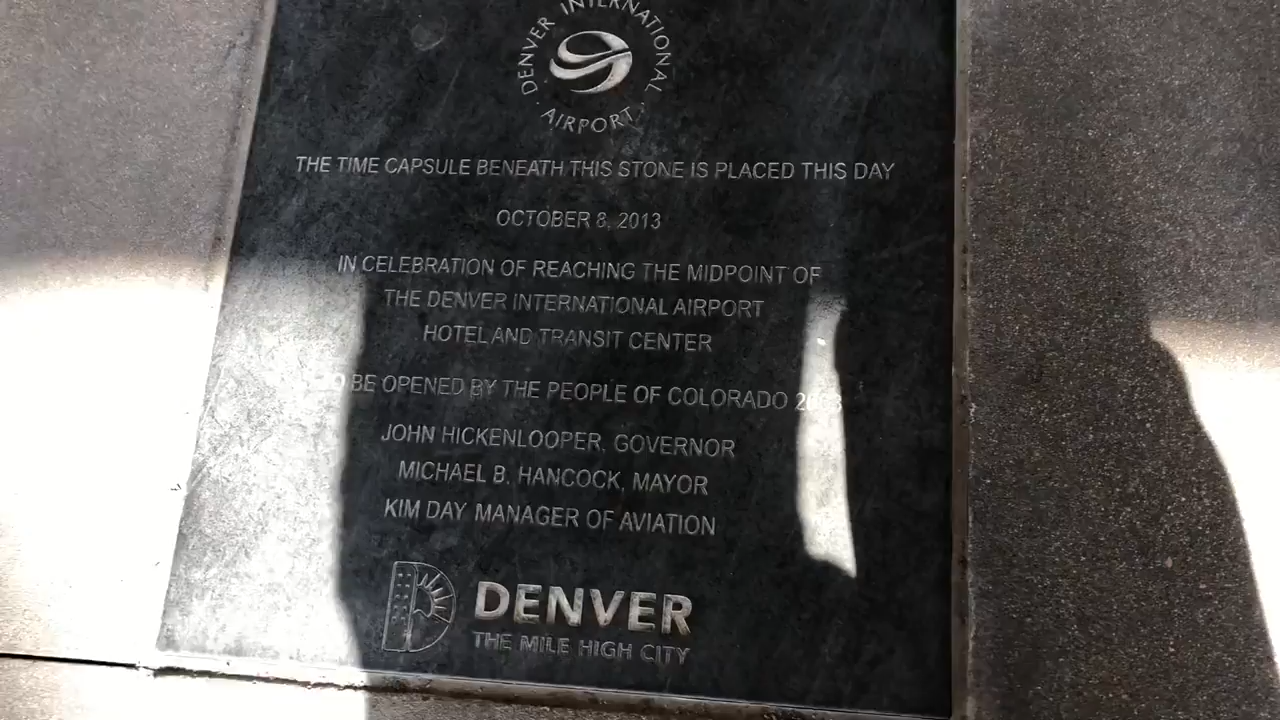 DENVER INTERNATIONAL
AIRPORT
THE TIME CAPSULE BENEATH THIS STONE IS PLACED THIS DAY
OCTOBER 8, 2013
IN CELEBRATION OF REACHING THE MIDPOINT OF
THE DENVER INTERNATIONAL AIRPORT
HOTEL AND TRANSIT CENTER
BE OPENED BY THE PEOPLE OF COLORADO
JOHN HICKENLOOPER, GOVERNOR
MICHAEL B. HANCOCK, MAYOR
KIM DAY MANAGER OF AVIATION
DENVER
THE MILE HIGH CITY